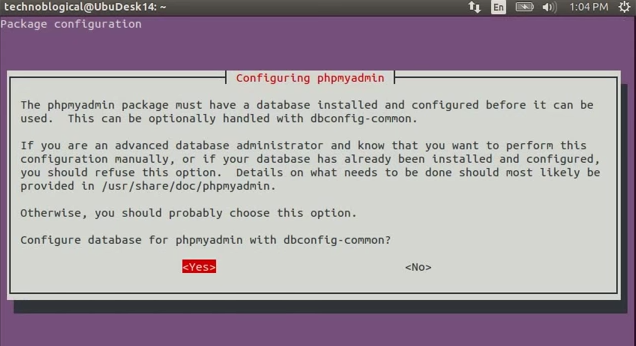 technoblogical@UbuDesk14: ~
En
1:04 PM
Package configuration
Configuring phpmyadmin
The phpmyadmin package must have a database installed and configured before it can be
used.  This can be optionally handled with dbconfig-common.
If you are an advanced database administrator and know that you want to perform this
configuration manually, or if your database has already been installed and configured,
you should refuse this option.  Details on what needs to be done should most likely be
provided in /usr/share/doc/phpmyadmin.
Otherwise, you should probably choose this option.
Configure database for phpmyadmin with dbconfig-common?
<Yes> <No>